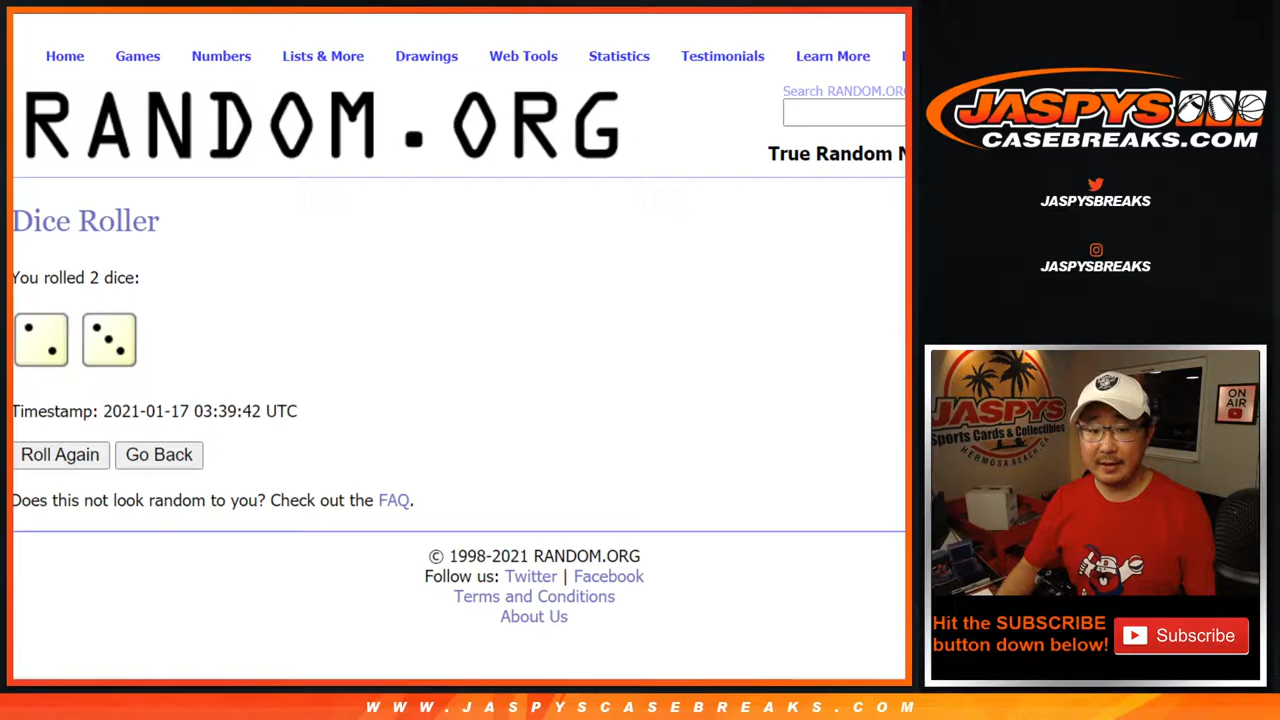 Home Games Numbers Lists & More Drawings Web Tools Statistics Testimonials Learn More
RANDOM.ORG
Search RANDOM.ORG
True Random N
Dice Roller
You rolled 2 dice:
Timestamp: 2021-01-17 03:39:42 UTC
Roll Again Go Back
Does this not look random to you? Check out the FAQ.
© 1998-2021 RANDOM.ORG
Follow us: Twitter | Facebook
Terms and Conditions
About Us
JASPYS
CASEBREAKS.COM
JASPYSBREAKS
JASPYSBREAKS
JASPYS
Sports Cards & Collectibles
HERMOSA BEACH, CA
ON
AIR
Hit the SUBSCRIBE
button down below!
Subscribe
WWW.JASPYSCASEBREAKS.COM